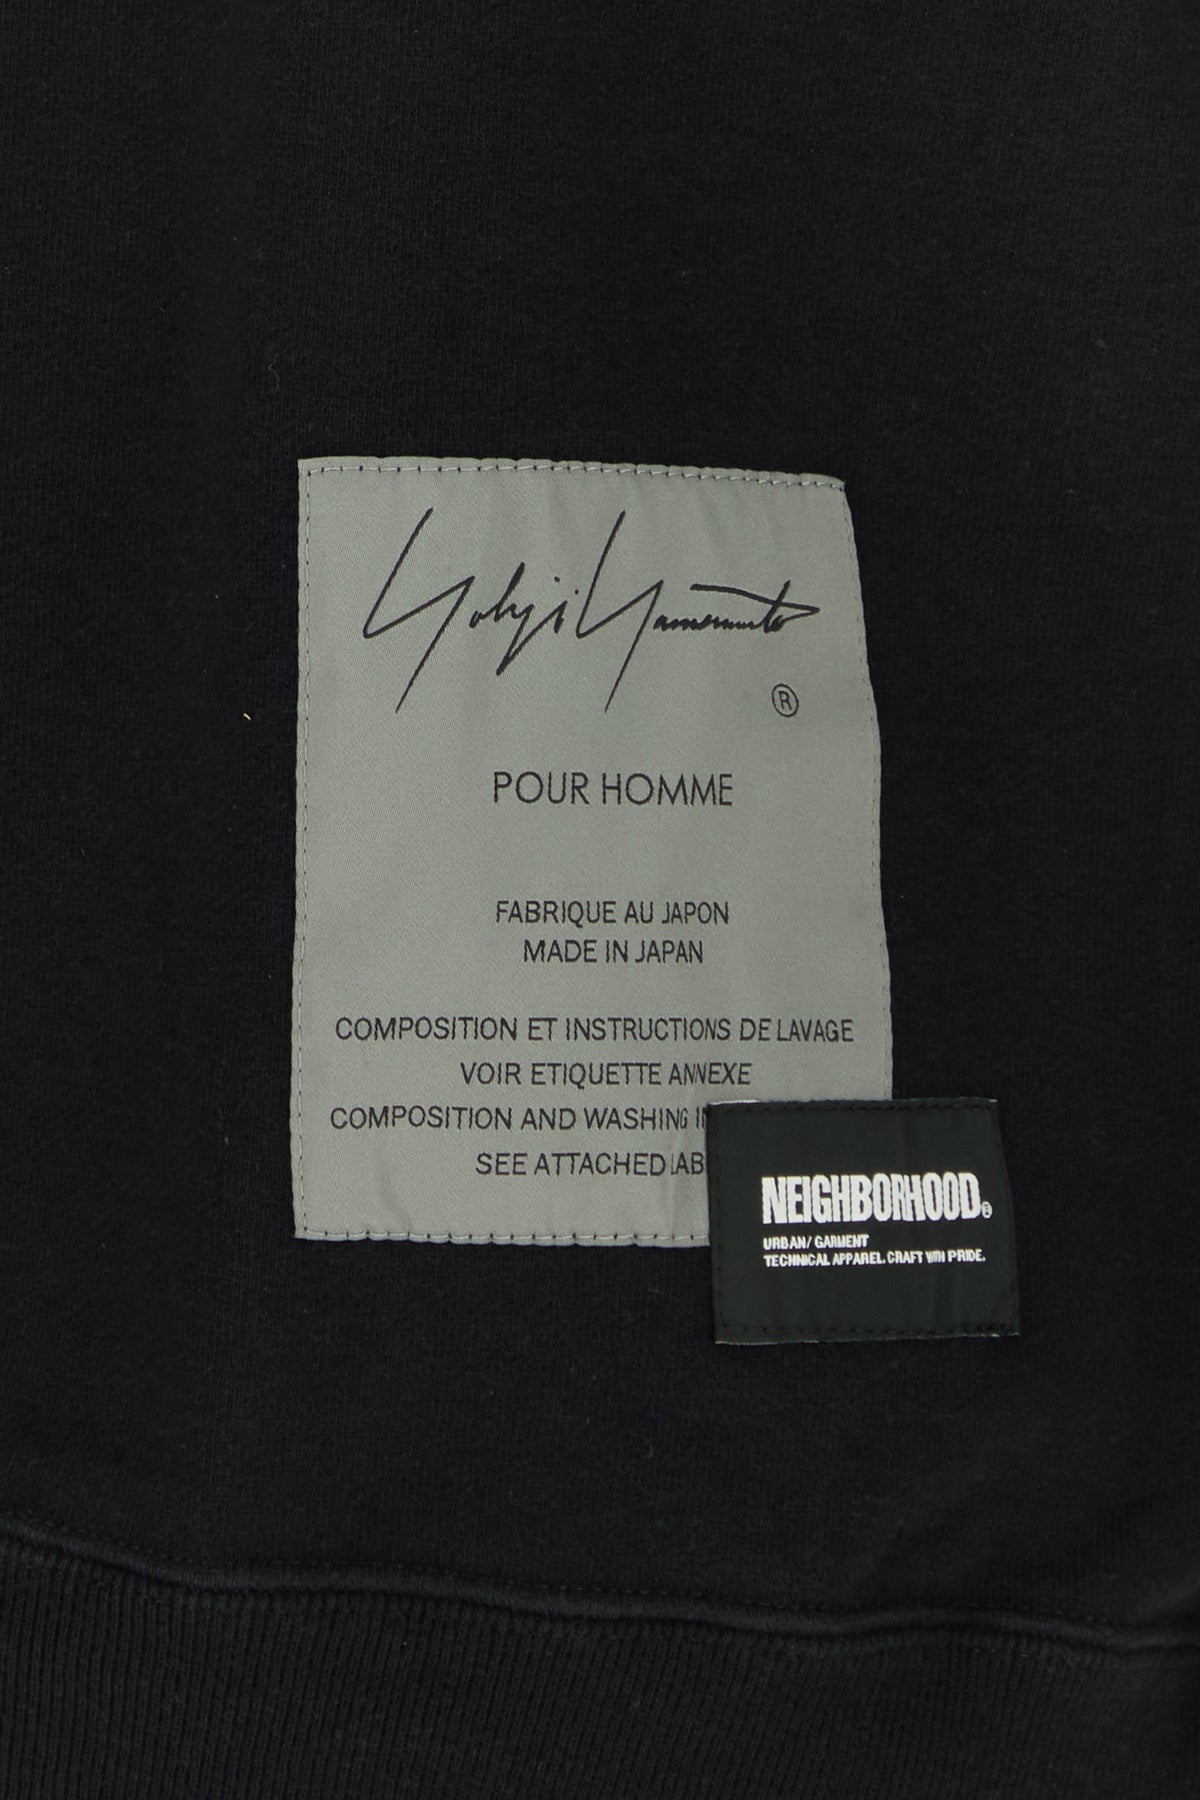 Yohji Yamamoto
®
POUR HOMME
FABRIQUE AU JAPON
MADE IN JAPAN
COMPOSITION ET INSTRUCTIONS DE LAVAGE
VOIR ETIQUETTE ANNEXE
COMPOSITION AND WASHING
SEE ATTACHED
NEIGHBORHOOD®
URBAN/ GARMENT
TECHNICAL APPAREL. CRAFT WITH PRIDE.